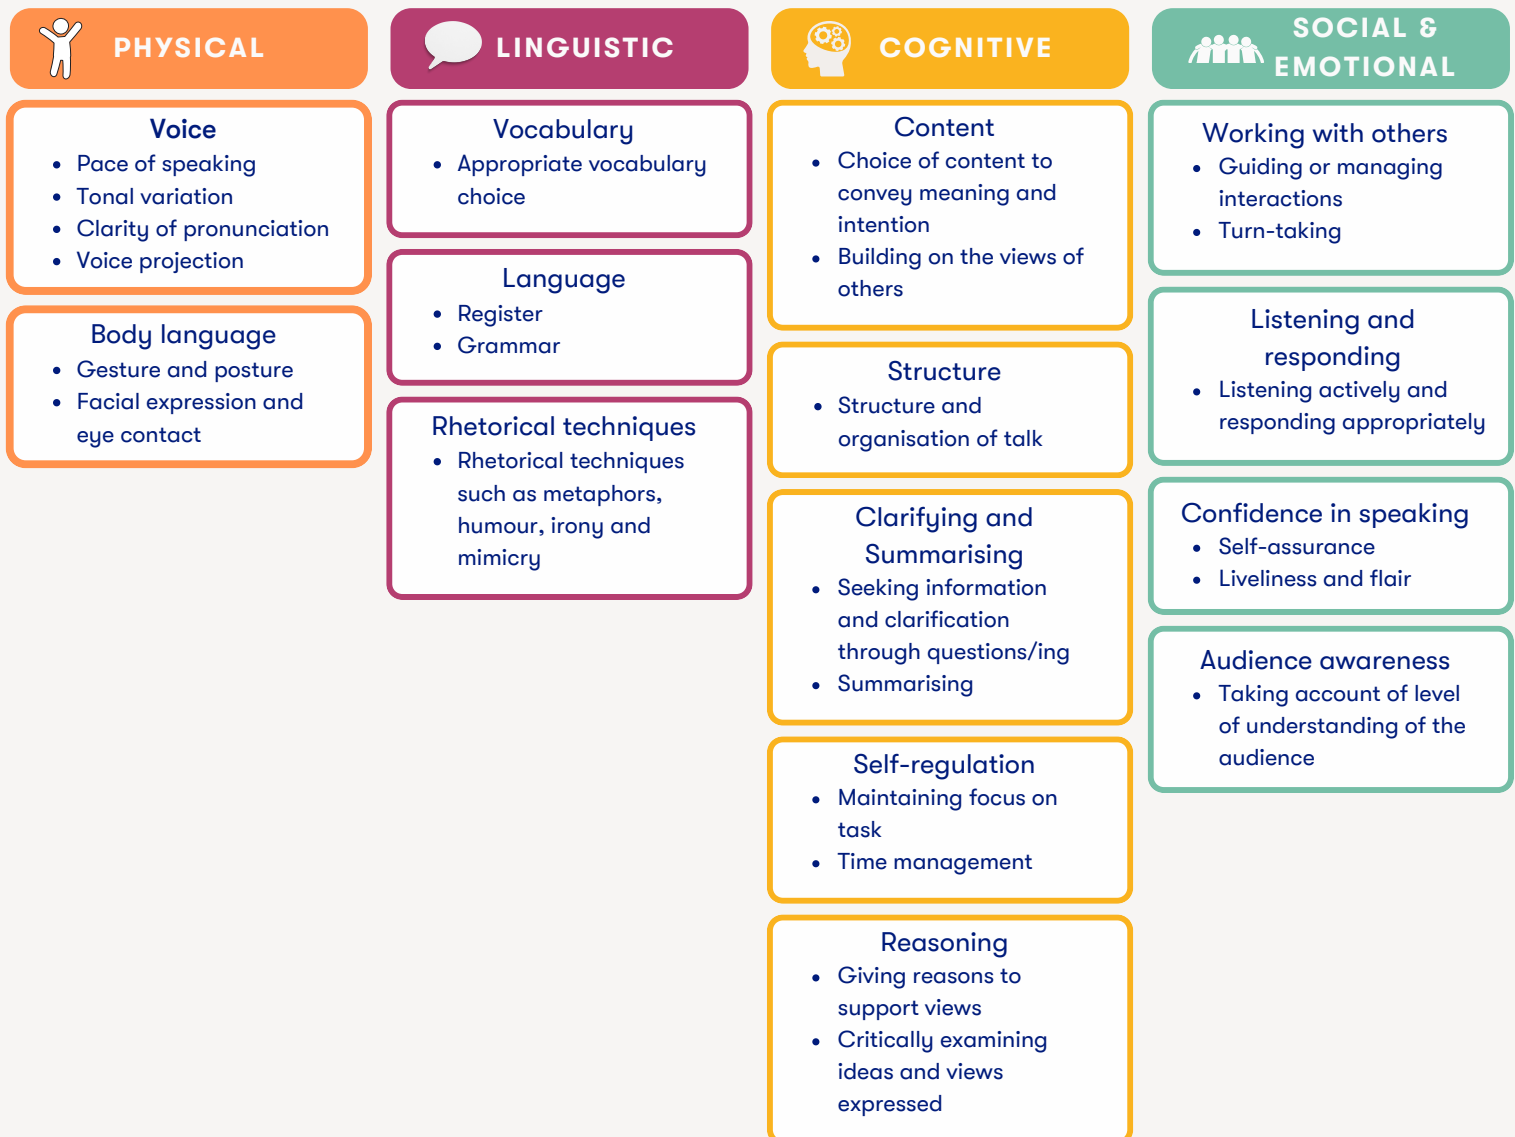 PHYSICAL
Voice
Pace of speaking
Tonal variation
Clarity of pronunciation
Voice projection
Body language
Gesture and posture
Facial expression and
eye contact
LINGUISTIC
Vocabulary
Appropriate vocabulary
choice
Language
Register
Grammar
Rhetorical techniques
Rhetorical techniques
such as metaphors,
humour, irony and
mimicry
COGNITIVE
Content
Choice of content to
convey meaning and
intention
Building on the views of
others
Structure
Structure and
organisation of talk
Clarifying and
Summarising
Seeking information
and clarification
through questions/ing
Summarising
Self-regulation
Maintaining focus on
task
Time management
Reasoning
Giving reasons to
support views
Critically examining
ideas and views
expressed
SOCIAL &
EMOTIONAL
Working with others
Guiding or managing
interactions
Turn-taking
Listening and
responding
Listening actively and
responding appropriately
Confidence in speaking
Self-assurance
Liveliness and flair
Audience awareness
Taking account of level
of understanding of the
audience